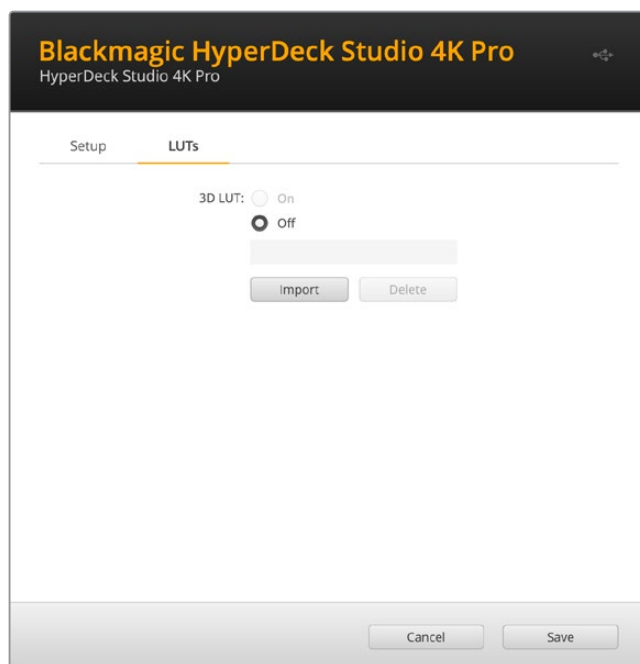 Blackmagic HyperDeck Studio 4K Pro
HyperDeck Studio 4K Pro
Setup LUTs
3D LUT: On
Off
Import Delete
Cancel Save